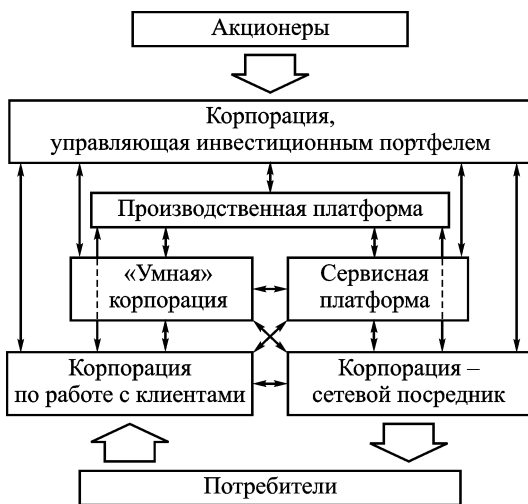 Акционеры
Корпорация,
управляющая инвестиционным портфелем
Производственная платформа
«Умная»
корпорация
Сервисная
платформа
Корпорация
по работе с клиентами
Корпорация –
сетевой посредник
Потребители